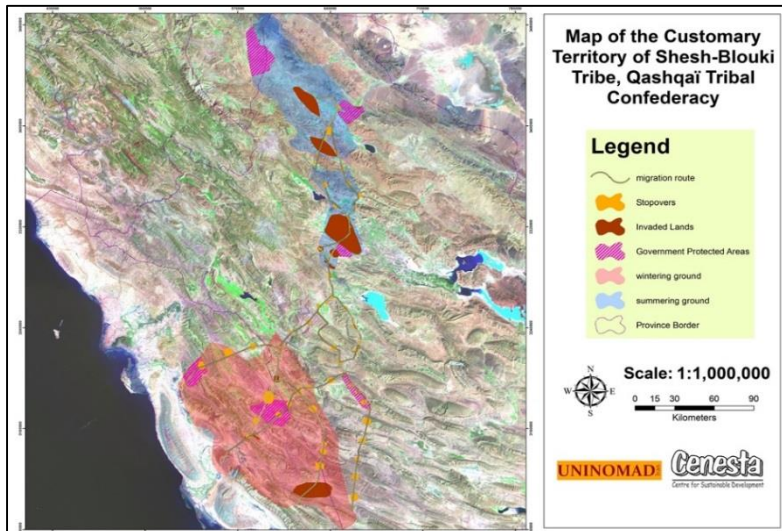 Map of the Customary
Territory of Shesh-Blouki
Tribe, Qashqaï Tribal
Confederacy
Legend
migration route
Stopovers
Invaded Lands
Government Protected Areas
wintering ground
summering ground
Province Border
N
W E
S
Scale: 1:1,000,000
0 15 30 60 90
Kilometers
UNINOMAD
Cenesta
Centre for Sustainable Development